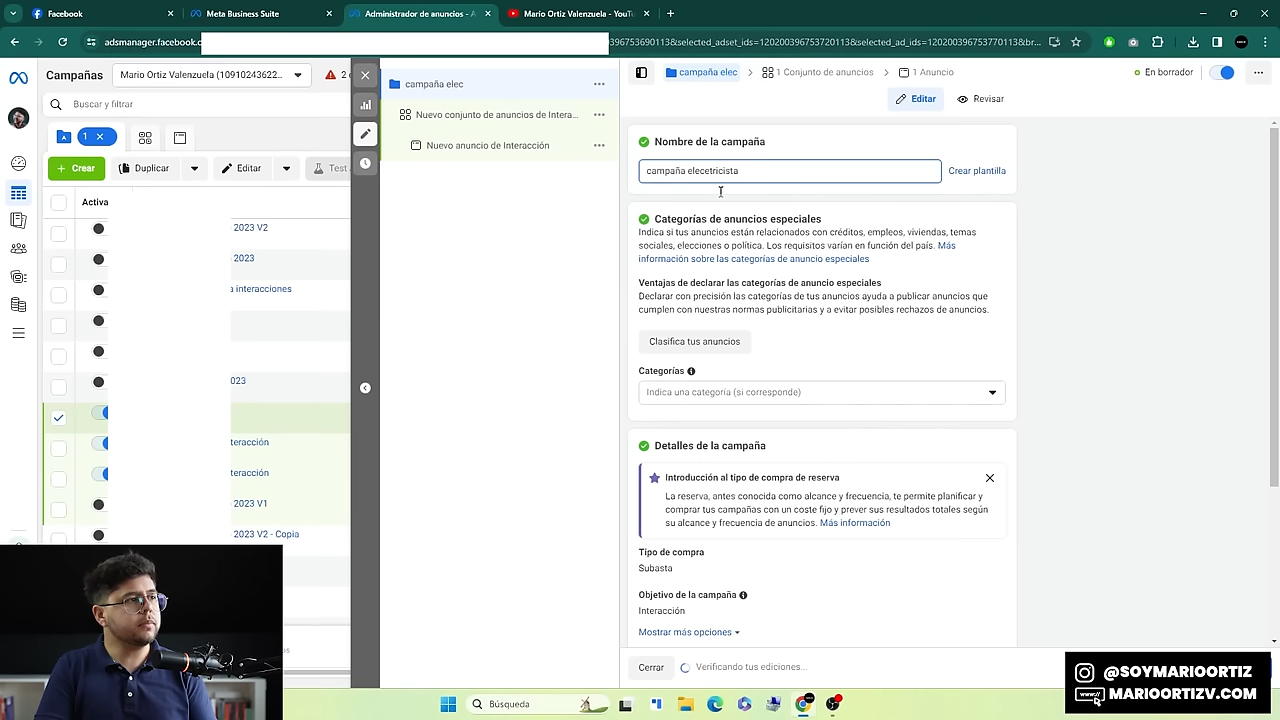 Facebook
Meta Business Suite
Administrador de anuncios - A
Mario Ortiz Valenzuela - YouTu
adsmanager.facebook.c
3967536901138&selected_adset_ids=120200396753720113&selected_ad_ids=120200396753770113&br...
Campañas
Mario Ortiz Valenzuela (10910243622...
2
Buscar y filtrar
1
Crear
Duplicar
Editar
Test
Activa
2023 V2
2023
a interacciones
023
teracción
teracción
2023 V1
2023 V2 - Copia
campaña elec
Nuevo conjunto de anuncios de Intera...
Nuevo anuncio de Interacción
campaña elec
1 Conjunto de anuncios
1 Anuncio
En borrador
Editar
Revisar
Nombre de la campaña
campaña elecetricista
Crear plantilla
Categorías de anuncios especiales
Indica si tus anuncios están relacionados con créditos, empleos, viviendas, temas
sociales, elecciones o política. Los requisitos varían en función del país. Más
información sobre las categorías de anuncio especiales
Ventajas de declarar las categorías de anuncio especiales
Declarar con precisión las categorías de tus anuncios ayuda a publicar anuncios que
cumplen con nuestras normas publicitarias y a evitar posibles rechazos de anuncios.
Clasifica tus anuncios
Categorías
Indica una categoría (si corresponde)
Detalles de la campaña
Introducción al tipo de compra de reserva
La reserva, antes conocida como alcance y frecuencia, te permite planificar y
comprar tus campañas con un coste fijo y prever sus resultados totales según
su alcance y frecuencia de anuncios. Más información
Tipo de compra
Subasta
Objetivo de la campaña
Interacción
Mostrar más opciones
Cerrar
Verificando tus ediciones...
@SOYMARIOORTIZ
MARIOORTIZV.COM
Búsqueda